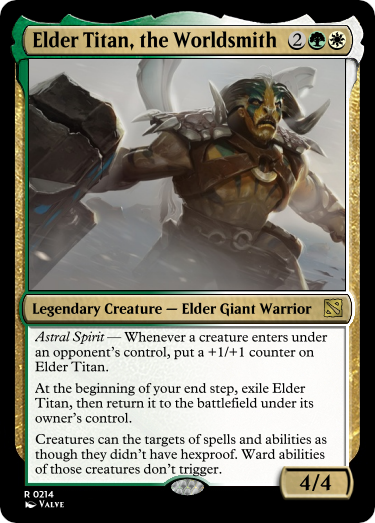 Elder Titan, the Worldsmith 2
Legendary Creature — Elder Giant Warrior
Astral Spirit — Whenever a creature enters under
an opponent's control, put a +1/+1 counter on
Elder Titan.
At the beginning of your end step, exile Elder
Titan, then return it to the battlefield under its
owner's control.
Creatures can the targets of spells and abilities as
though they didn't have hexproof. Ward abilities
of those creatures don't trigger.
4/4
R 0214
Valve